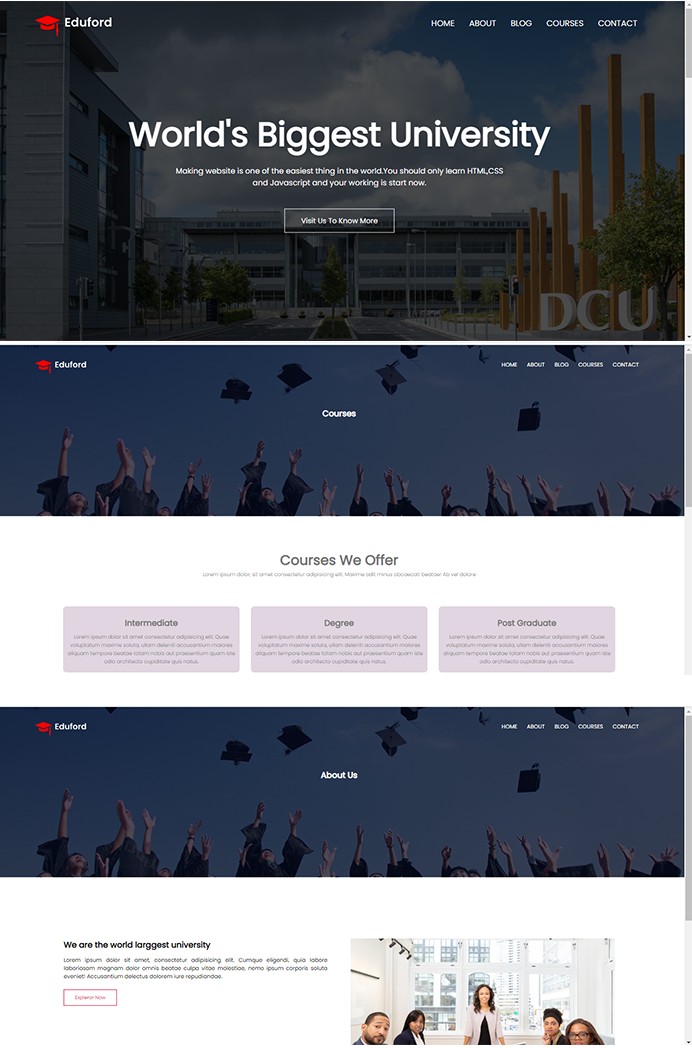 Eduford
HOME ABOUT BLOG COURSES CONTACT
World's Biggest University
Making website is one of the easiest thing in the world.You should only learn HTML,CSS
and Javascript and your working is start now.
Visit Us To Know More
DCU
Eduford
HOME ABOUT BLOG COURSES CONTACT
Courses
Courses We Offer
Lorem ipsum dolor, sit amet consectetur adipisicing elit. Maxime odit minus obcaecati beatae! Ab vel dolore
Intermediate
Lorem ipsum dolor sit amet consectetur adipisicing elit. Quae
voluptatum maxime soluta, ullam deleniti accusantium maiores
aliquam tempore beatae totam nobis aut praesentium quam iste
odio architecto cupiditate quis natus.
Degree
Lorem ipsum dolor sit amet consectetur adipisicing elit. Quae
voluptatum maxime soluta, ullam deleniti accusantium maiores
aliquam tempore beatae totam nobis aut praesentium quam iste
odio architecto cupiditate quis natus.
Post Graduate
Lorem ipsum dolor sit amet consectetur adipisicing elit. Quae
voluptatum maxime soluta, ullam deleniti accusantium maiores
aliquam tempore beatae totam nobis aut praesentium quam iste
odio architecto cupiditate quis natus.
Eduford
HOME ABOUT BLOG COURSES CONTACT
About Us
We are the world larggest university
Lorem ipsum dolor sit amet, consectetur adipisicing elit. Cumque eligendi, quia labore
laboriosam magnam dolor omnis beatae culpa vitae molestiae, nemo ipsum corporis soluta
eveniet! Accusantium delectus dolorem iure repudiandae.
Explorer Now